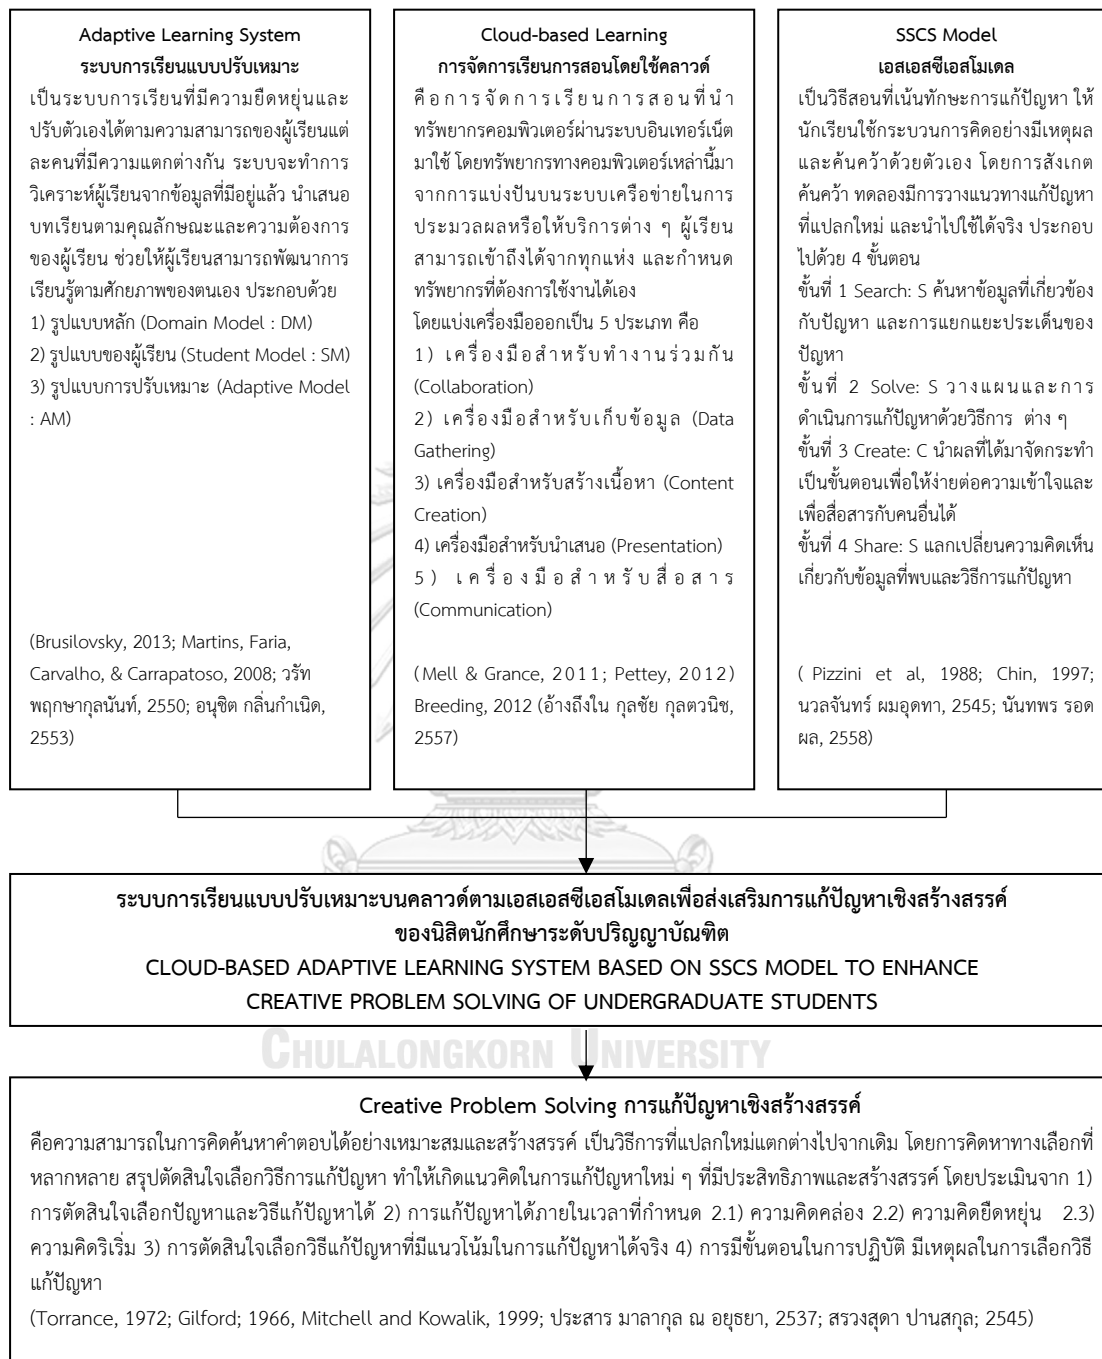 Adaptive Learning System
ระบบการเรียนแบบปรับเหมาะ
เป็นระบบการเรียนที่มีความยืดหยุ่นและ
ปรับตัวเองได้ตามความสามารถของผู้เรียนแต่
ละคนที่มีความแตกต่างกัน ระบบจะทำการ
วิเคราะห์ผู้เรียนจากข้อมูลที่มีอยู่แล้ว นำเสนอ
บทเรียนตามคุณลักษณะและความต้องการ
ของผู้เรียน ช่วยให้ผู้เรียนสามารถพัฒนาการ
เรียนรู้ตามศักยภาพของตนเอง ประกอบด้วย
1) รูปแบบหลัก (Domain Model : DM)
2) รูปแบบของผู้เรียน (Student Model : SM)
3) รูปแบบการปรับเหมาะ (Adaptive Model
: AM)
(Brusilovsky, 2013; Martins, Faria,
Carvalho, & Carrapatoso, 2008; วรัท
พฤกษากุลนันท์, 2550; อนุชิต กลิ่นกำเนิด,
2553)
Cloud-based Learning
การจัดการเรียนการสอนโดยใช้คลาวด์
คือการจัดการเรียนการสอนที่นำ
ทรัพยากรคอมพิวเตอร์ผ่านระบบอินเทอร์เน็ต
มาใช้ โดยทรัพยากรทางคอมพิวเตอร์เหล่านี้มา
จากการแบ่งปันบนระบบเครือข่ายในการ
ประมวลผลหรือให้บริการต่าง ๆ ผู้เรียน
สามารถเข้าถึงได้จากทุกแห่ง และกำหนด
ทรัพยากรที่ต้องการใช้งานได้เอง
โดยแบ่งเครื่องมือออกเป็น 5 ประเภท คือ
1) เครื่องมือสำหรับทำงานร่วมกัน
(Collaboration)
2) เครื่องมือสำหรับเก็บข้อมูล (Data
Gathering)
3) เครื่องมือสำหรับสร้างเนื้อหา (Content
Creation)
4) เครื่องมือสำหรับนำเสนอ (Presentation)
5) เครื่องมือสำหรับสื่อสาร
(Communication)
(Mell & Grance, 2011; Pettey, 2012)
Breeding, 2012 (อ้างถึงใน กุลชัย กุลตวนิช,
2557)
SSCS Model
เอสเอสซีเอสโมเดล
เป็นวิธีสอนที่เน้นทักษะการแก้ปัญหา ให้
นักเรียนใช้กระบวนการคิดอย่างมีเหตุผล
และค้นคว้าด้วยตัวเอง โดยการสังเกต
ค้นคว้า ทดลองมีการวางแนวทางแก้ปัญหา
ที่แปลกใหม่ และนำไปใช้ได้จริง ประกอบ
ไปด้วย 4 ขั้นตอน
ขั้นที่ 1 Search: S ค้นหาข้อมูลที่เกี่ยวข้อง
กับปัญหา และการแยกแยะประเด็นของ
ปัญหา
ขั้นที่ 2 Solve: S วางแผนและการ
ดำเนินการแก้ปัญหาด้วยวิธีการ ต่าง ๆ
ขั้นที่ 3 Create: C นำผลที่ได้มาจัดกระทำ
เป็นขั้นตอนเพื่อให้ง่ายต่อความเข้าใจและ
เพื่อสื่อสารกับคนอื่นได้
ขั้นที่ 4 Share: S แลกเปลี่ยนความคิดเห็น
เกี่ยวกับข้อมูลที่พบและวิธีการแก้ปัญหา
( Pizzini et al, 1988; Chin, 1997;
นวลจันทร์ ผมอุดทา, 2545; นันทพร รอด
ผล, 2558)
ระบบการเรียนแบบปรับเหมาะบนคลาวด์ตามเอสเอสซีเอสโมเดลเพื่อส่งเสริมการแก้ปัญหาเชิงสร้างสรรค์
ของนิสิตนักศึกษาระดับปริญญาบัณฑิต
CLOUD-BASED ADAPTIVE LEARNING SYSTEM BASED ON SSCS MODEL TO ENHANCE
CREATIVE PROBLEM SOLVING OF UNDERGRADUATE STUDENTS
CHULALONGKORN UNIVERSITY
Creative Problem Solving การแก้ปัญหาเชิงสร้างสรรค์
คือความสามารถในการคิดค้นหาคำตอบได้อย่างเหมาะสมและสร้างสรรค์ เป็นวิธีการที่แปลกใหม่แตกต่างไปจากเดิม โดยการคิดหาทางเลือกที่
หลากหลาย สรุปตัดสินใจเลือกวิธีการแก้ปัญหา ทำให้เกิดแนวคิดในการแก้ปัญหาใหม่ ๆ ที่มีประสิทธิภาพและสร้างสรรค์ โดยประเมินจาก 1)
การตัดสินใจเลือกปัญหาและวิธีแก้ปัญหาได้ 2) การแก้ปัญหาได้ภายในเวลาที่กำหนด 2.1) ความคิดคล่อง 2.2) ความคิดยืดหยุ่น 2.3)
ความคิดริเริ่ม 3) การตัดสินใจเลือกวิธีแก้ปัญหาที่มีแนวโน้มในการแก้ปัญหาได้จริง 4) การมีขั้นตอนในการปฏิบัติ มีเหตุผลในการเลือกวิธี
แก้ปัญหา
(Torrance, 1972; Gilford; 1966, Mitchell and Kowalik, 1999; ประสาร มาลากุล ณ อยุธยา, 2537; สรวงสุดา ปานสกุล; 2545)